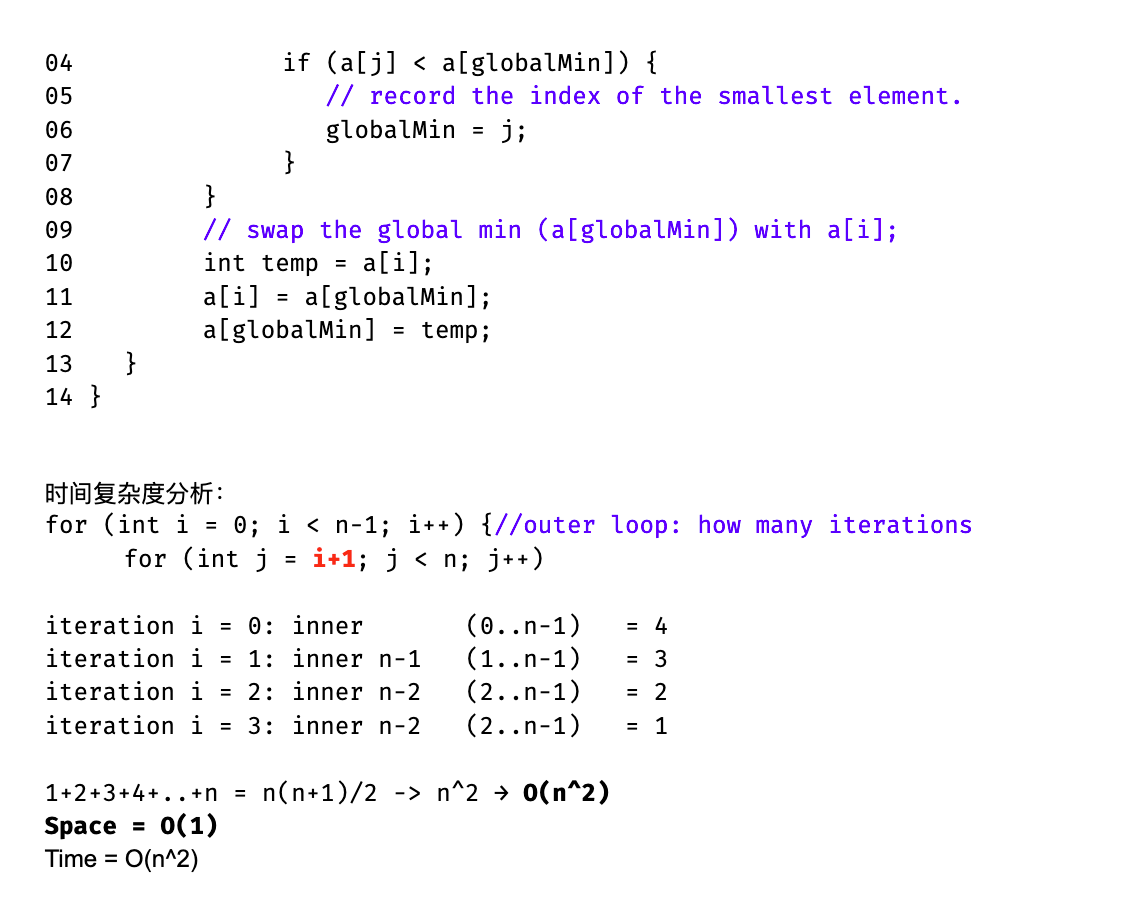 04 if (a[j] < a[globalMin]) {
05 // record the index of the smallest element.
06 globalMin = j;
07 }
08 }
09 // swap the global min (a[globalMin]) with a[i];
10 int temp = a[i];
11 a[i] = a[globalMin];
12 a[globalMin] = temp;
13 }
14 }
时间复杂度分析:
for (int i = 0; i < n-1; i++) {//outer loop: how many iterations
for (int j = i+1; j < n; j++)
iteration i = 0: inner (0..n-1) = 4
iteration i = 1: inner n-1 (1..n-1) = 3
iteration i = 2: inner n-2 (2..n-1) = 2
iteration i = 3: inner n-2 (2..n-1) = 1
1+2+3+4+..+n = n(n+1)/2 -> n^2 → O(n^2)
Space = O(1)
Time = O(n^2)